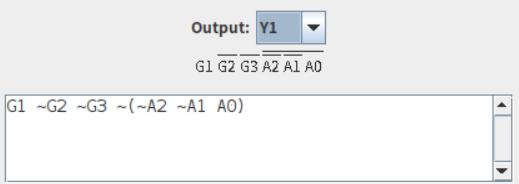 Output: Y1
G1 G2 G3 A2 A1 A0
G1 ~G2 ~G3 ~(~A2 ~A1 A0)